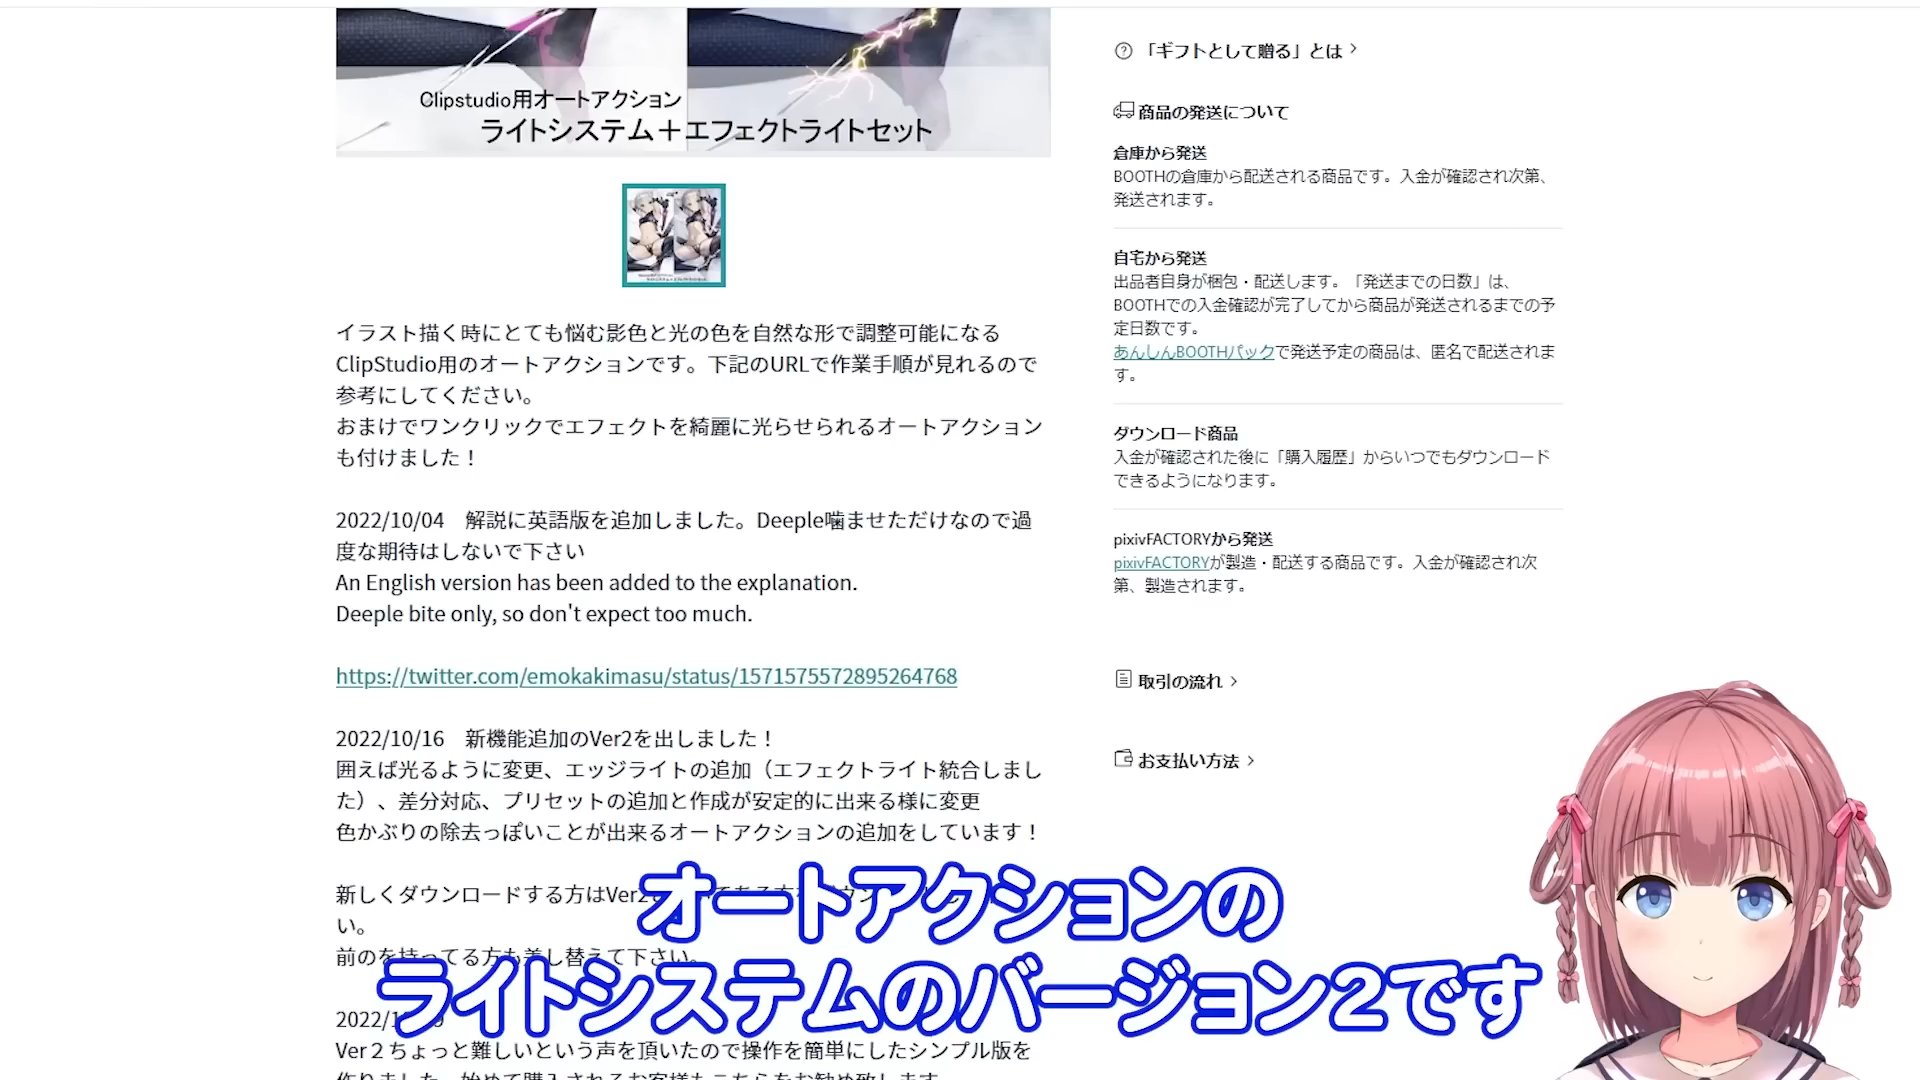 Clipstudio用オートアクション
ライトシステム＋エフェクトライトセット
イラスト描く時にとても悩む影色と光の色を自然な形で調整可能になる
ClipStudio用のオートアクションです。下記のURLで作業手順が見れるので
参考にしてください。
おまけでワンクリックでエフェクトを綺麗に光らせられるオートアクション
も付けました！
2022/10/04　解説に英語版を追加しました。Deeple噛ませただけなので過
度な期待はしないで下さい
An English version has been added to the explanation.
Deeple bite only, so don't expect too much.
https://twitter.com/emokakimasu/status/1571575572895264768
2022/10/16　新機能追加のVer2を出しました！
囲えば光るように変更、エッジライトの追加（エフェクトライト統合しまし
た）、差分対応、プリセットの追加と作成が安定的に出来る様に変更
色かぶりの除去っぽいことが出来るオートアクションの追加をしています！
新しくダウンロードする方はVer2
い。
前のを持ってる方も差し替えて下さい。
2022/1
Ver２ちょっと難しいという声を頂いたので操作を簡単にしたシンプル版を
作りました。始めて購入されるお客様もこちらをお勧め致します
「ギフトとして贈る」とは
商品の発送について
倉庫から発送
BOOTHの倉庫から配送される商品です。入金が確認され次第、
発送されます。
自宅から発送
出品者自身が梱包・配送します。「発送までの日数」は、
BOOTHでの入金確認が完了してから商品が発送されるまでの予
定日数です。
あんしんBOOTHパックで発送予定の商品は、匿名で配送されま
す。
ダウンロード商品
入金が確認された後に「購入履歴」からいつでもダウンロード
できるようになります。
pixivFACTORYから発送
pixivFACTORYが製造・配送する商品です。入金が確認され次
第、製造されます。
取引の流れ
お支払い方法
オートアクションの
ライトシステムのバージョン2です